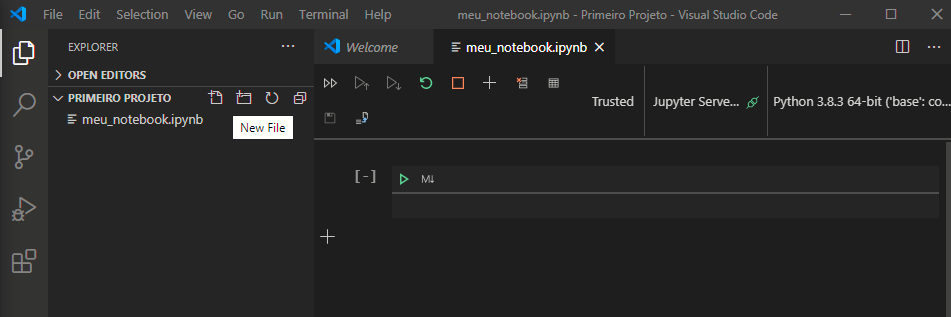 File Edit Selection View Go Run Terminal Help meu_notebook.ipynb - Primeiro Projeto - Visual Studio Code
EXPLORER ...
Welcome
meu_notebook.ipynb
OPEN EDITORS
PRIMEIRO PROJETO
meu_notebook.ipynb
New File
Trusted
Jupyter Serve...
Python 3.8.3 64-bit ('base': co...
[-]
M↓